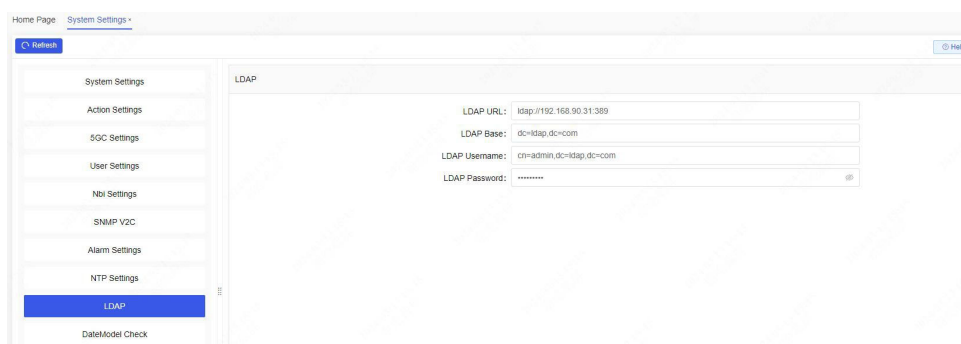 Home Page System Settings
Refresh
Hel
System Settings
Action Settings
5GC Settings
User Settings
Nbi Settings
SNMP V2C
Alarm Settings
NTP Settings
LDAP
DateModel Check
LDAP
LDAP URL: ldap://192.168.90.31:389
LDAP Base: dc=ldap,dc=com
LDAP Username: cn=admin,dc=ldap,dc=com
LDAP Password: •••••••••